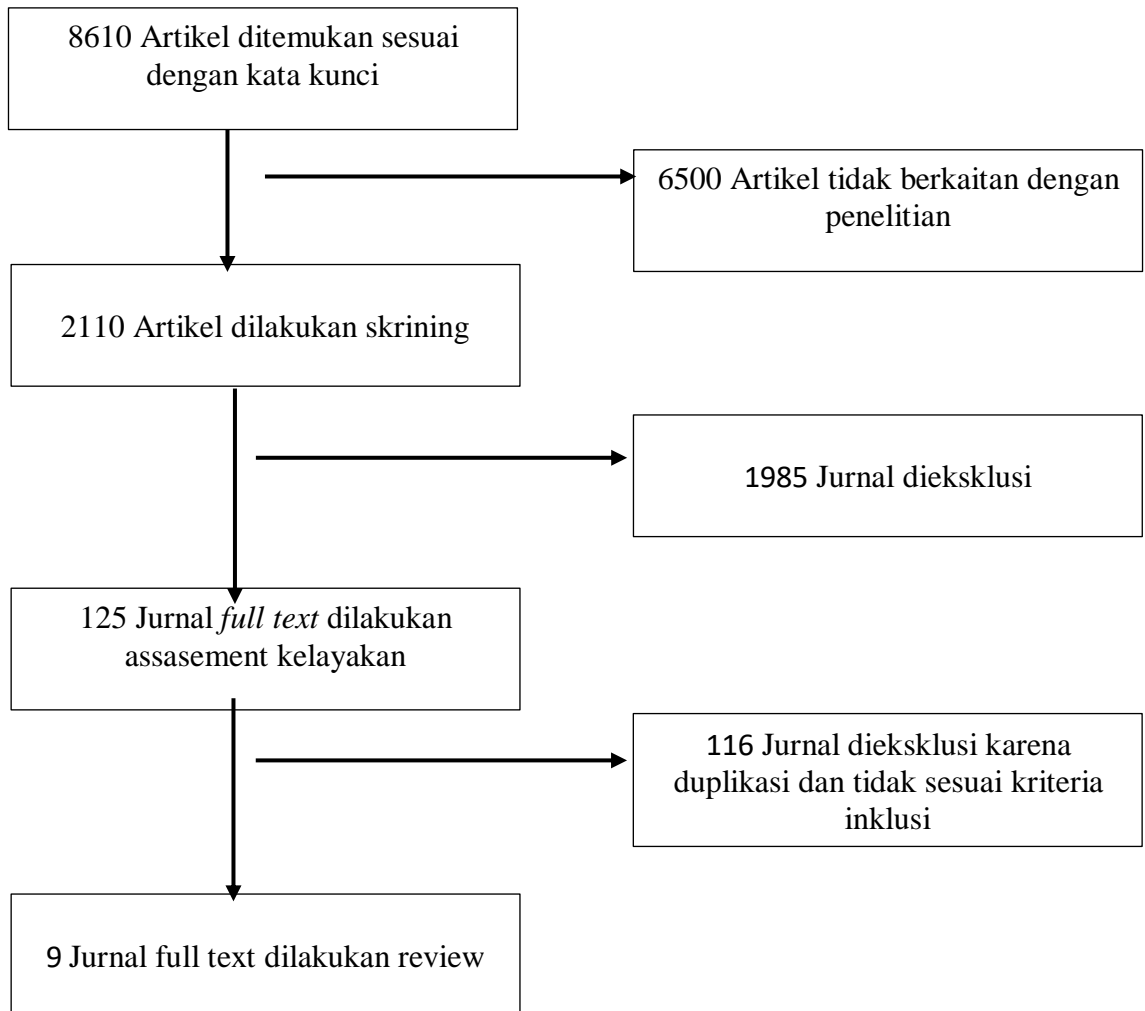 8610 Artikel ditemukan sesuai
dengan kata kunci
6500 Artikel tidak berkaitan dengan
penelitian
2110 Artikel dilakukan skrining
1985 Jurnal dieksklusi
125 Jurnal full text dilakukan
assasement kelayakan
116 Jurnal dieksklusi karena
duplikasi dan tidak sesuai kriteria
inklusi
9 Jurnal full text dilakukan review